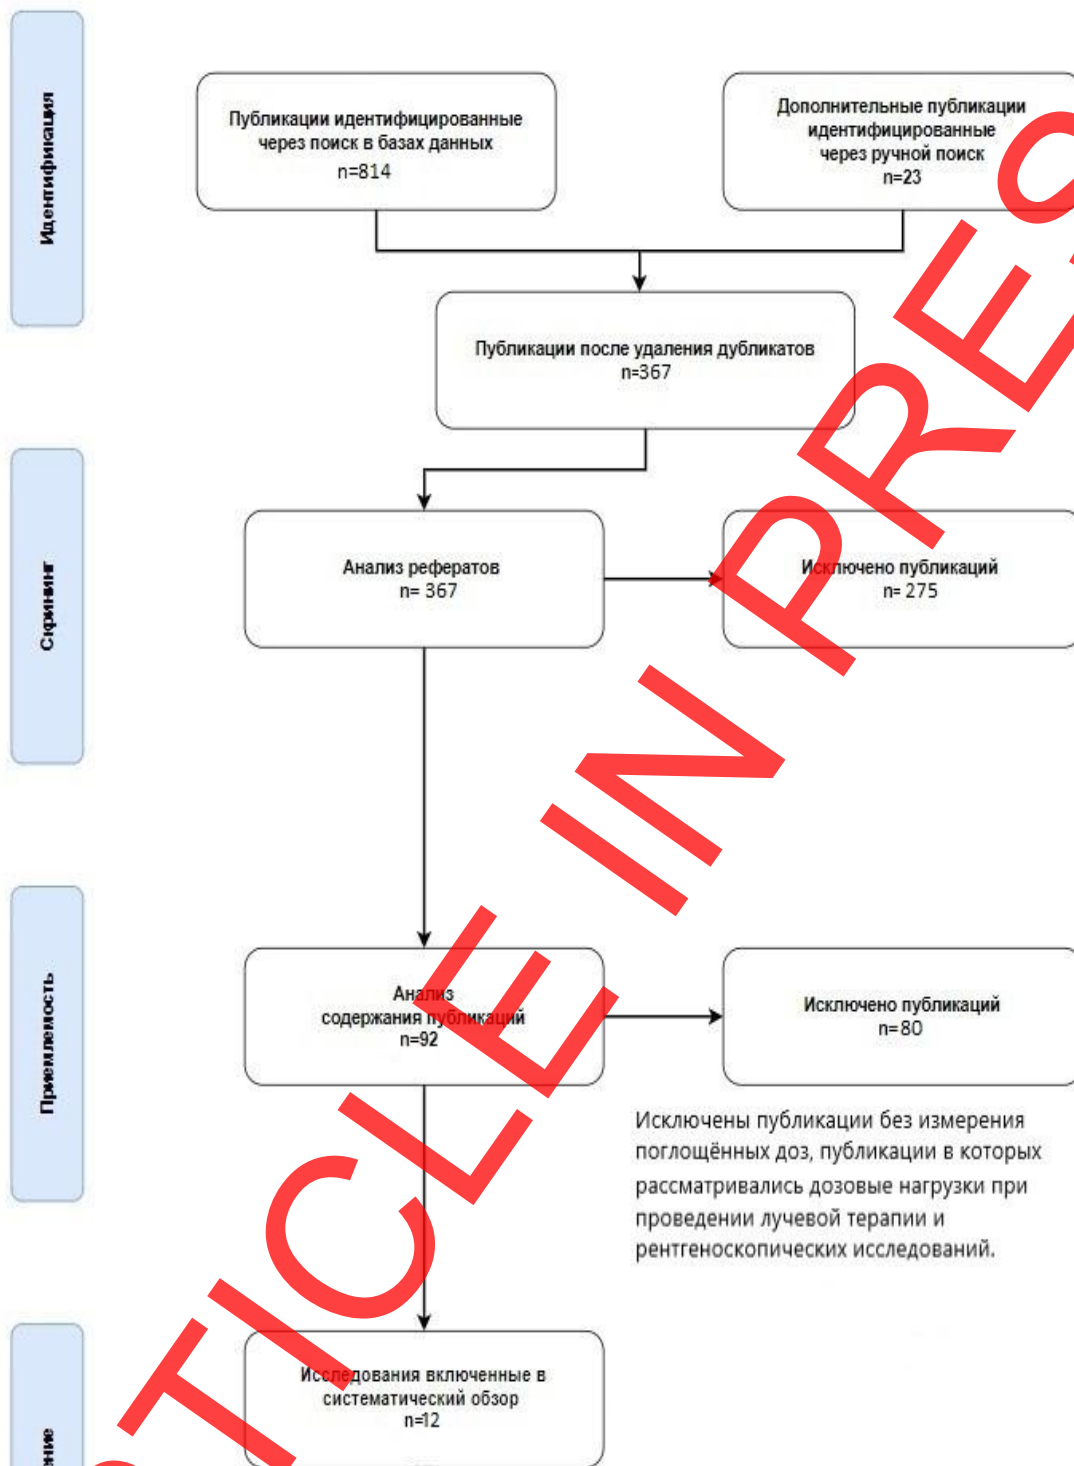 Идентификация
Публикации идентифицированные
через поиск в базах данных
n=814
Дополнительные публикации
идентифицированные
через ручной поиск
n=23
Публикации после удаления дубликатов
n=367
Скрининг
Анализ рефератов
n= 367
Исключено публикаций
n= 275
Приемлемость
Анализ
содержания публикаций
n=92
Исключено публикаций
n=80
Исключены публикации без измерения
поглощённых доз, публикации в которых
рассматривались дозовые нагрузки при
проведении лучевой терапии и
рентгеноскопических исследований.
Исследования включенные в
систематический обзор
n=12
ение
TICLE IN PRES